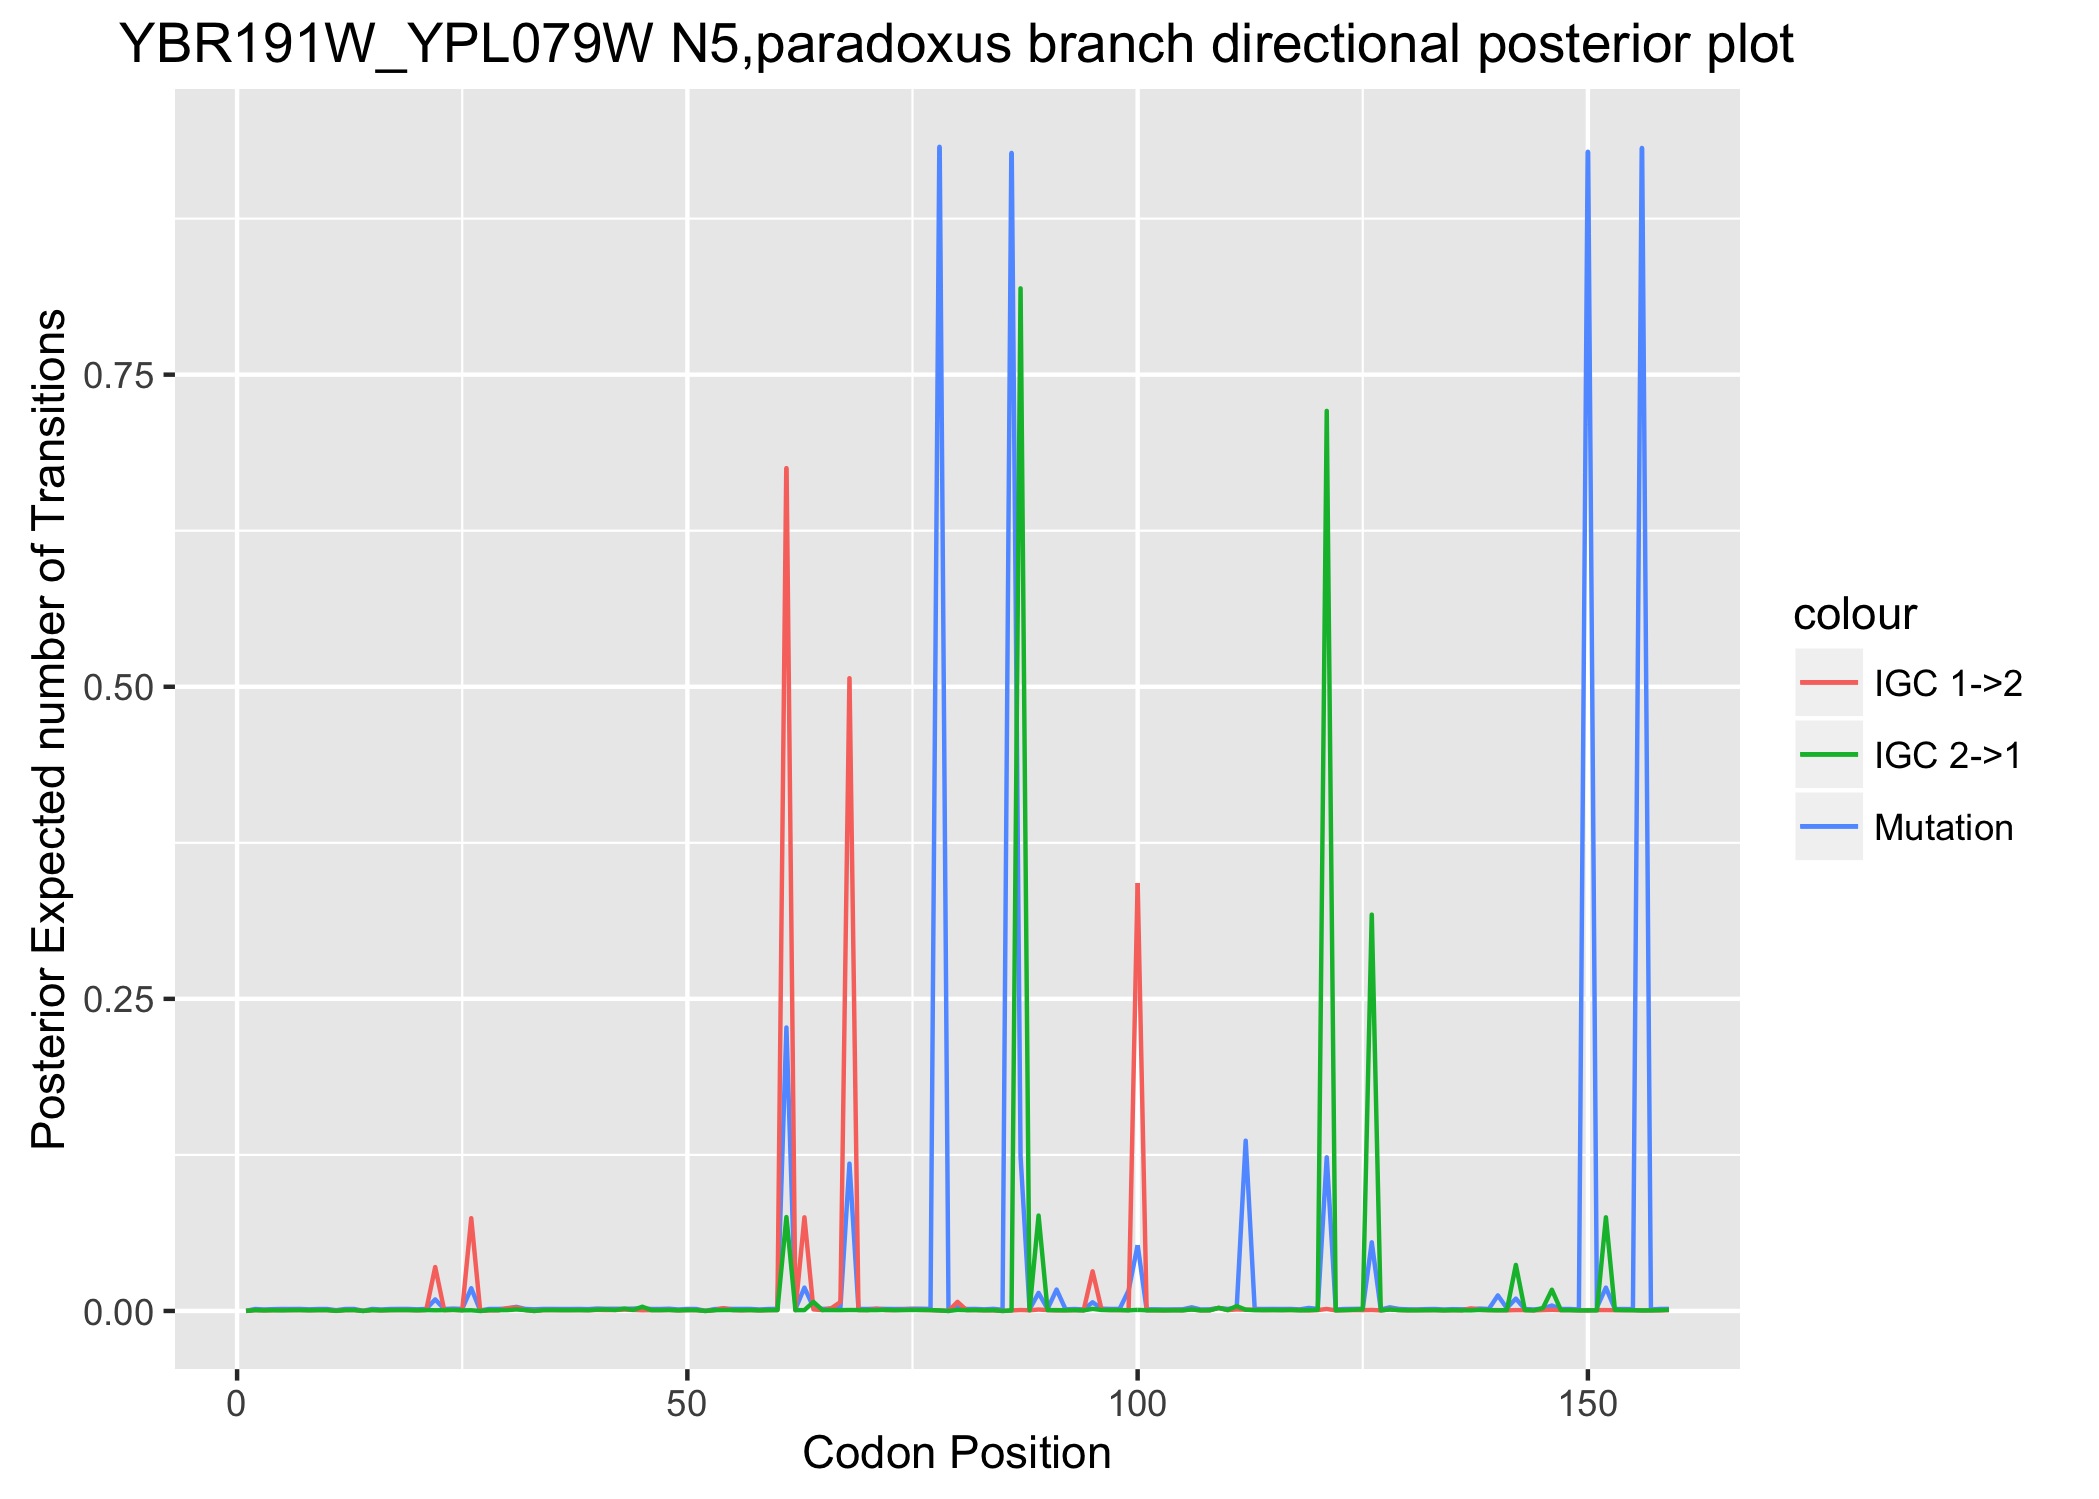 YBR191W_YPL079W N5,paradoxus branch directional posterior plot
Posterior Expected number of Transitions
0.75
0.50
0.25
0.00
0 50 100 150
Codon Position
colour
IGC 1->2
IGC 2->1
Mutation